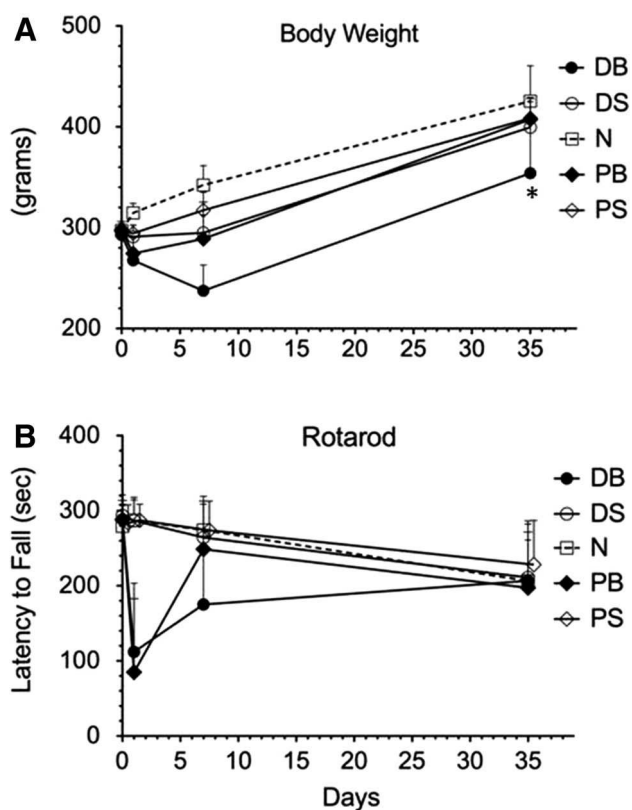 A
Body Weight
500
400
300
200
(grams)
DB
DS
N
PB
PS
*
0 5 10 15 20 25 30 35
B
Rotarod
400
300
200
100
0
Latency to Fall (sec)
DB
DS
N
PB
PS
0 5 10 15 20 25 30 35
Days